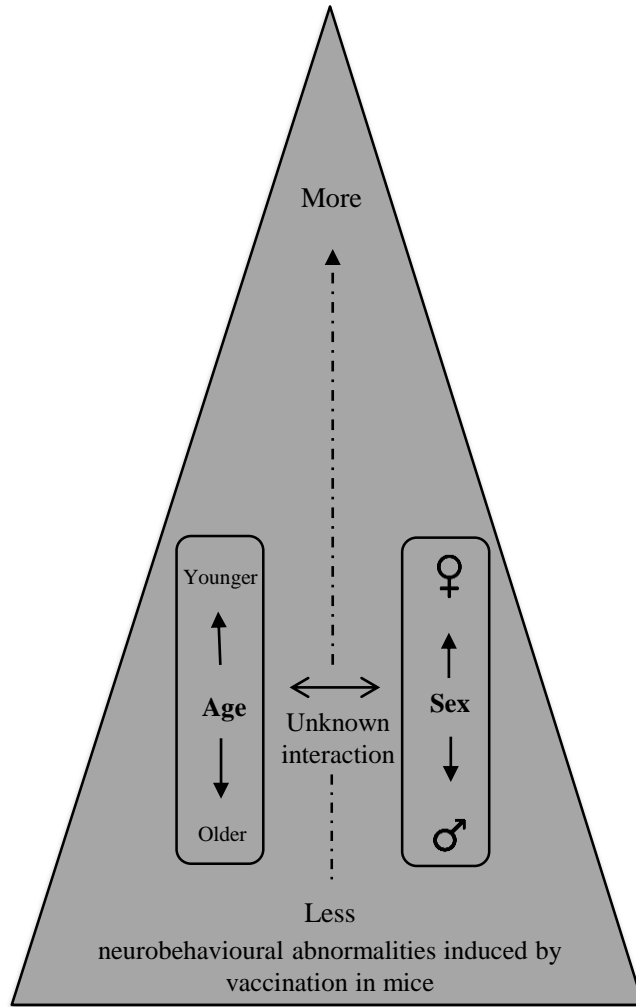 More
Younger
♀
Age
Sex
Unknown
interaction
Older
♂
Less
neurobehavioural abnormalities induced by
vaccination in mice